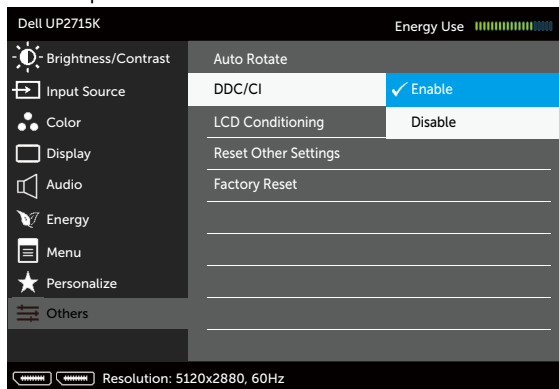 Dell UP2715K
Energy Use
Brightness/Contrast
Auto Rotate
Input Source
DDC/CI
Enable
Color
LCD Conditioning
Disable
Display
Reset Other Settings
Audio
Factory Reset
Energy
Menu
Personalize
Others
Resolution: 5120x2880, 60Hz